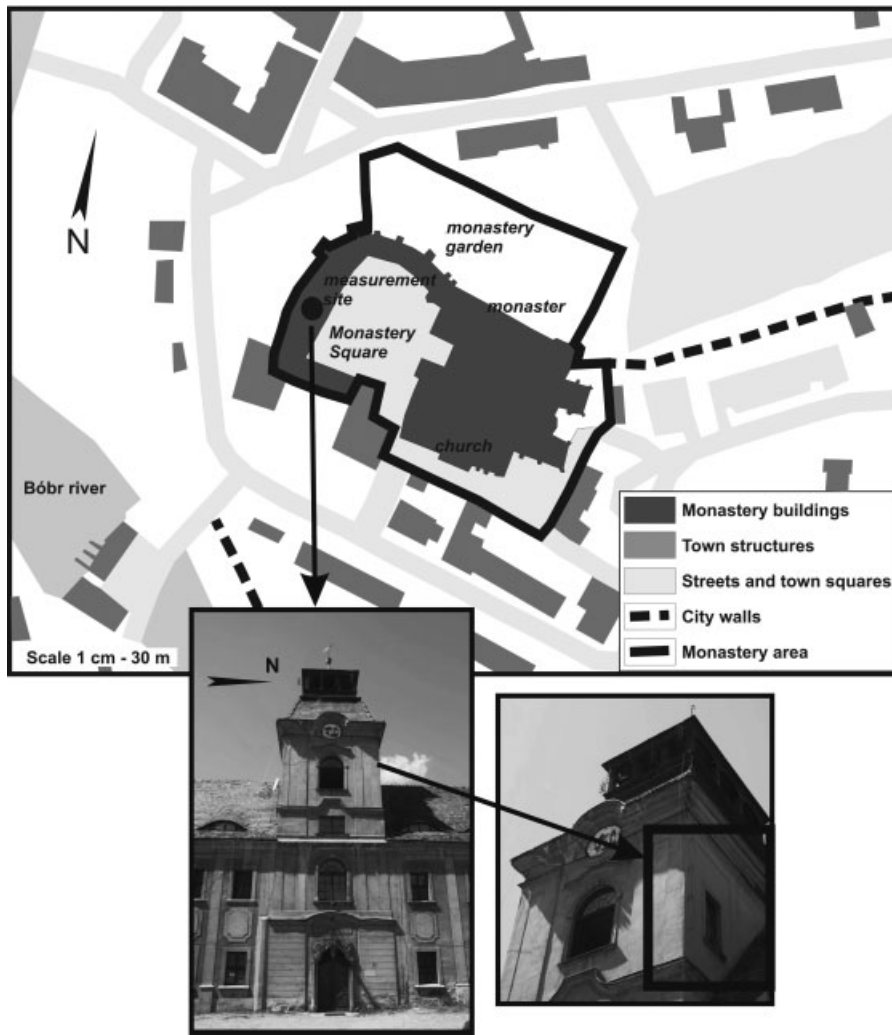 monastery
garden
measurement
site
monaster
Monastery
Square
N
church
Bóbr river
Monastery buildings
Town structures
Streets and town squares
City walls
Monastery area
Scale 1 cm - 30 m
N